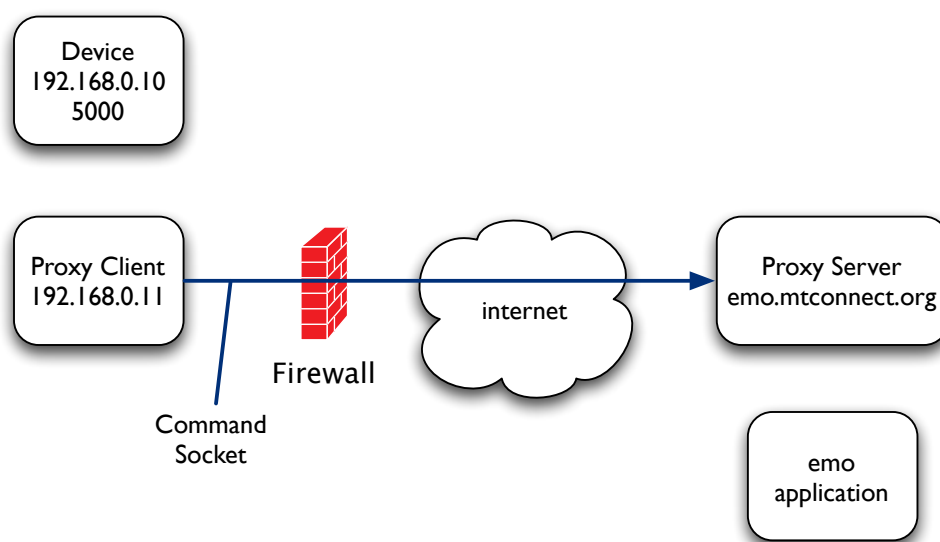 Device
192.168.0.10
5000
Proxy Client
192.168.0.11
Firewall
Command
Socket
internet
Proxy Server
emo.mtconnect.org
emo
application